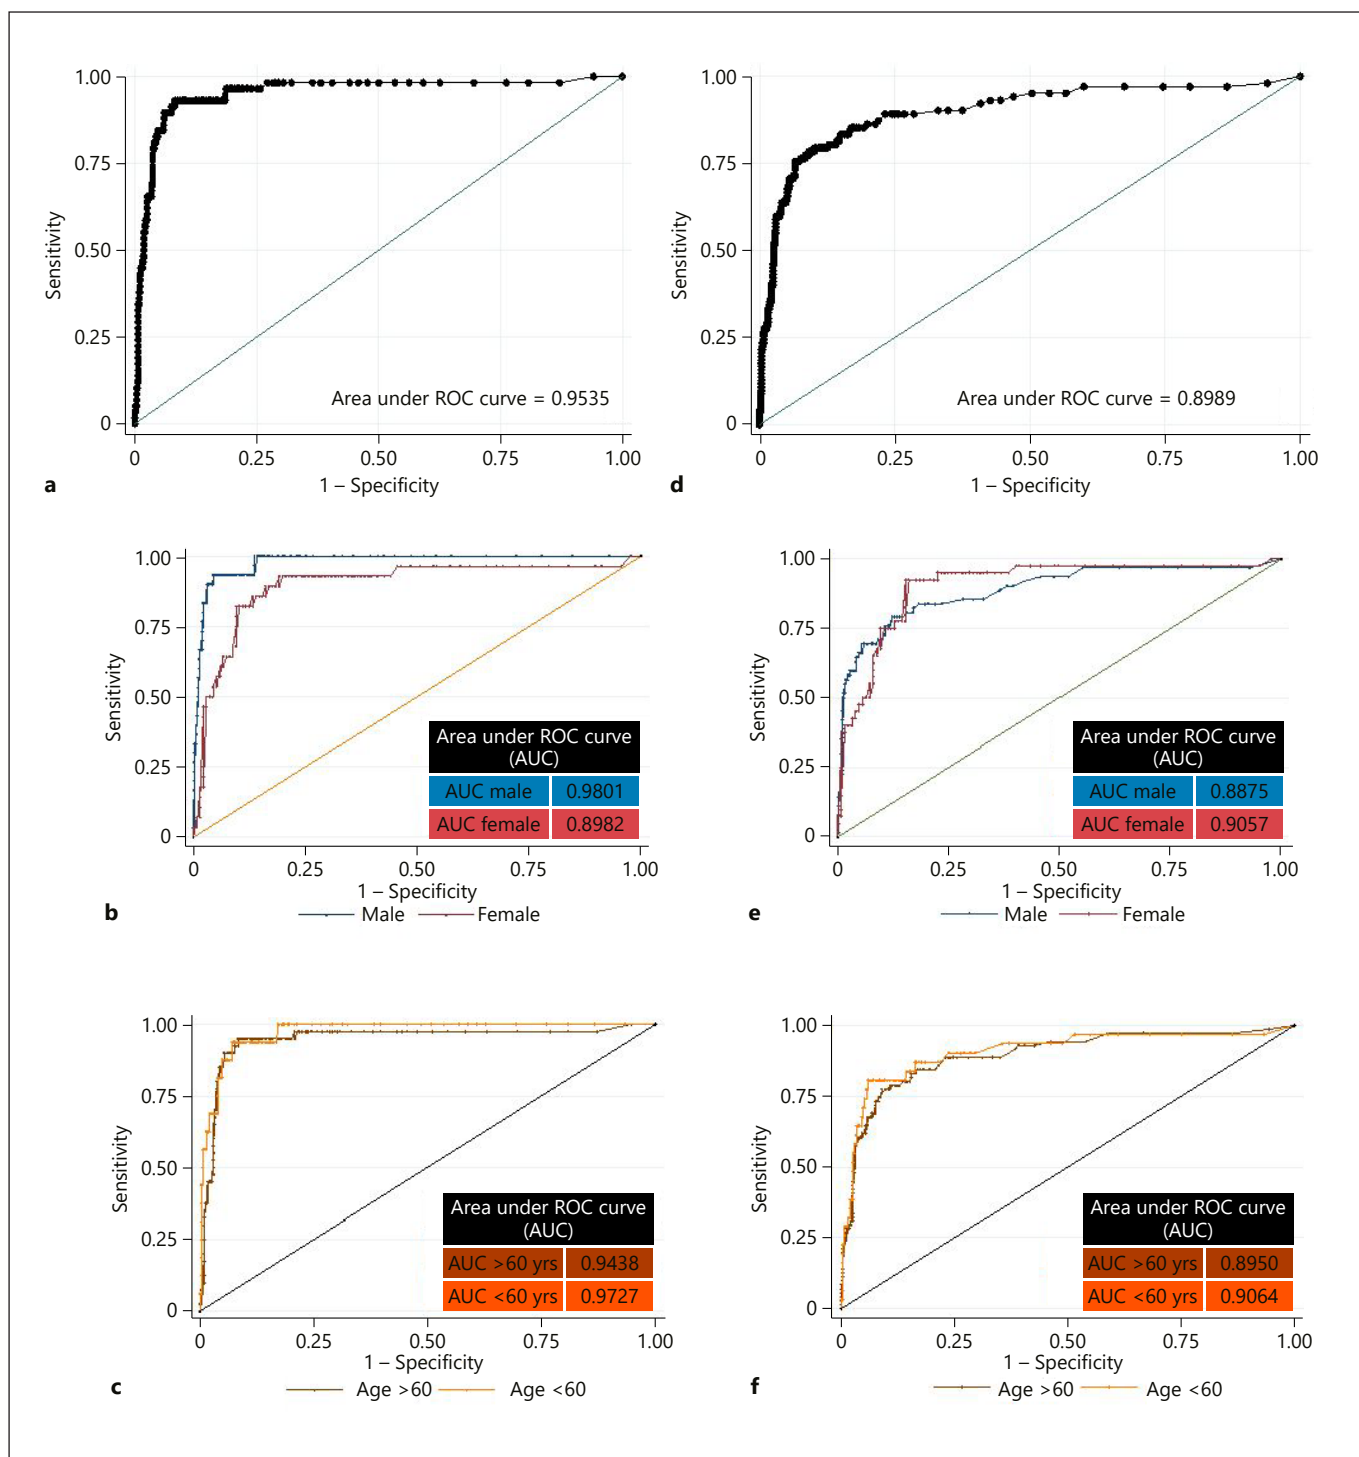 1.00
0.75
0.50
0.25
0
Sensitivity
Area under ROC curve = 0.9535
0 0.25 0.50 0.75 1.00
1 – Specificity
a
1.00
0.75
0.50
0.25
0
Sensitivity
Area under ROC curve = 0.8989
0 0.25 0.50 0.75 1.00
1 – Specificity
d
1.00
0.75
0.50
0.25
0
Sensitivity
Area under ROC curve
(AUC)
AUC male 0.9801
AUC female 0.8982
0 0.25 0.50 0.75 1.00
1 – Specificity
b
Male Female
1.00
0.75
0.50
0.25
0
Sensitivity
Area under ROC curve
(AUC)
AUC male 0.8875
AUC female 0.9057
0 0.25 0.50 0.75 1.00
1 – Specificity
e
Male Female
1.00
0.75
0.50
0.25
0
Sensitivity
Area under ROC curve
(AUC)
AUC >60 yrs 0.9438
AUC <60 yrs 0.9727
0 0.25 0.50 0.75 1.00
1 – Specificity
c
Age >60 Age <60
1.00
0.75
0.50
0.25
0
Sensitivity
Area under ROC curve
(AUC)
AUC >60 yrs 0.8950
AUC <60 yrs 0.9064
0 0.25 0.50 0.75 1.00
1 – Specificity
f
Age >60 Age <60